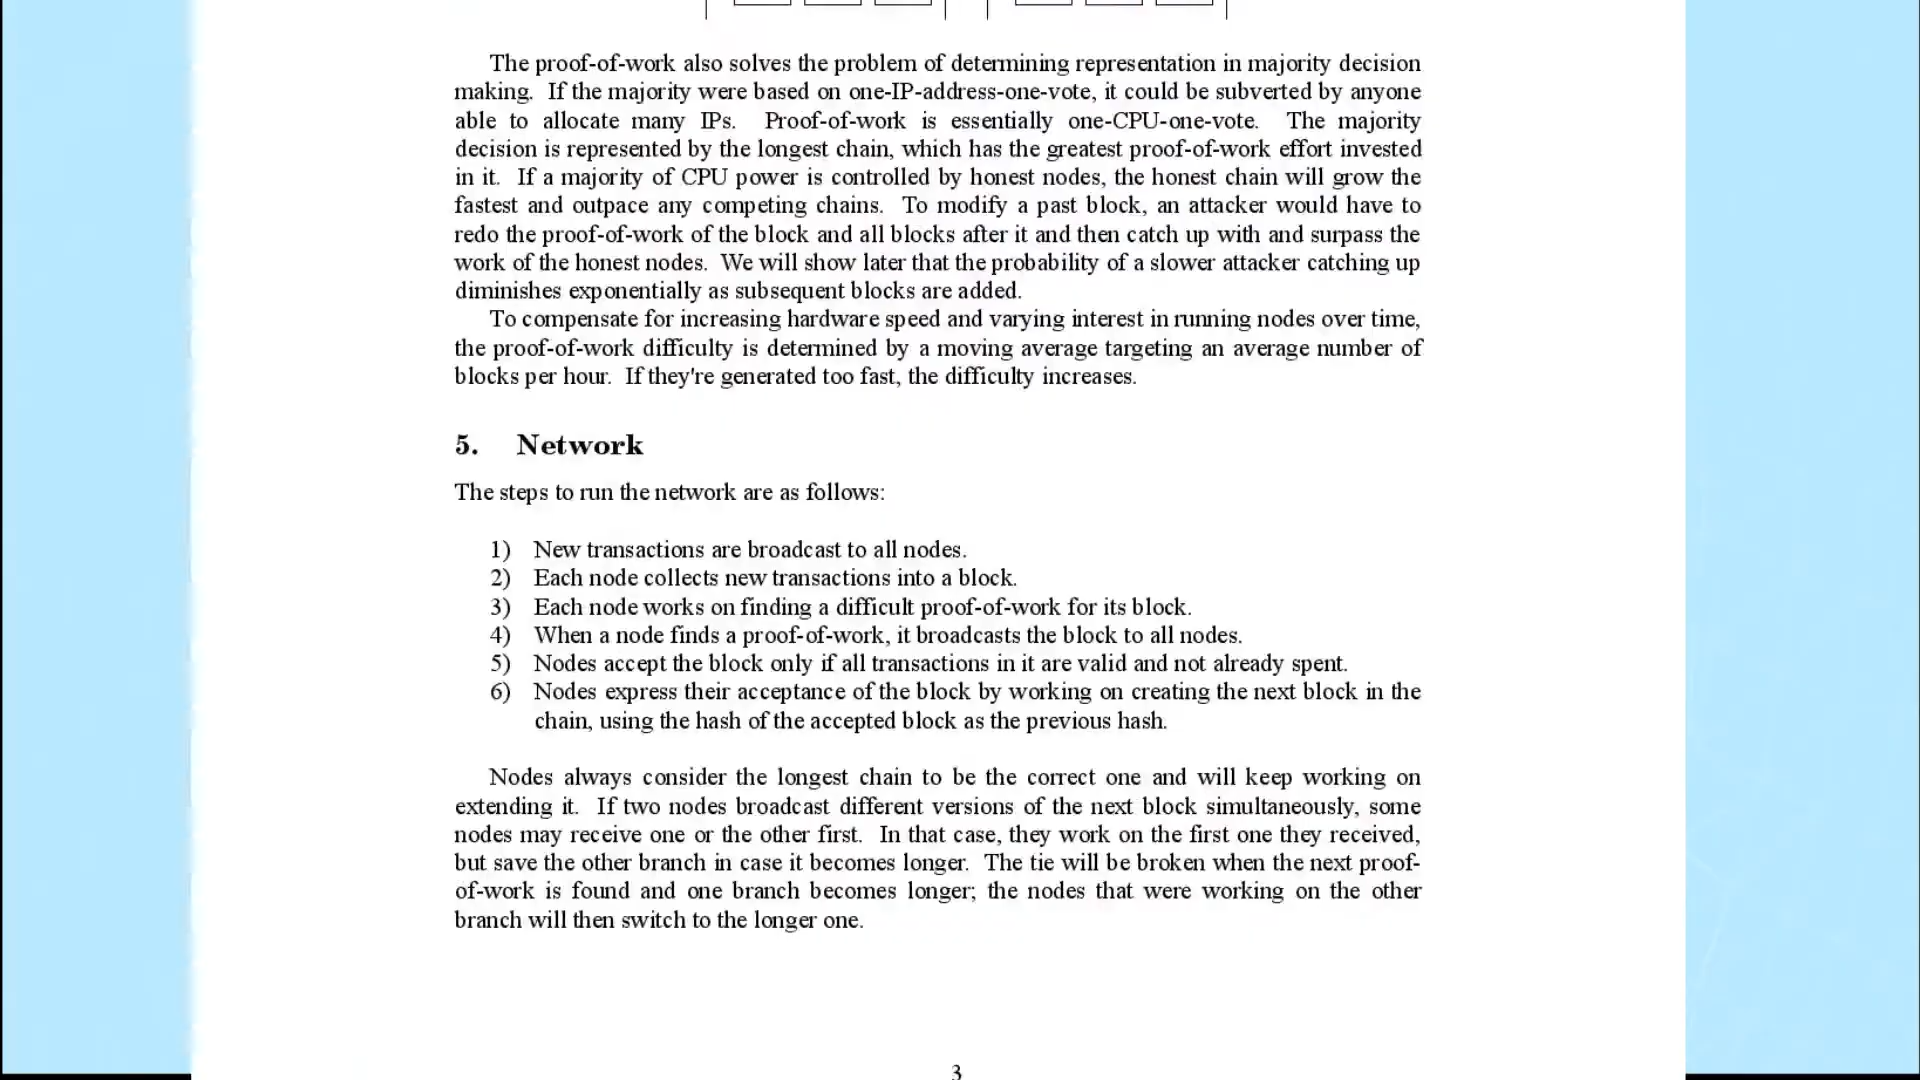 The proof-of-work also solves the problem of determining representation in majority decision
making. If the majority were based on one-IP-address-one-vote, it could be subverted by anyone
able to allocate many IPs. Proof-of-work is essentially one-CPU-one-vote. The majority
decision is represented by the longest chain, which has the greatest proof-of-work effort invested
in it. If a majority of CPU power is controlled by honest nodes, the honest chain will grow the
fastest and outpace any competing chains. To modify a past block, an attacker would have to
redo the proof-of-work of the block and all blocks after it and then catch up with and surpass the
work of the honest nodes. We will show later that the probability of a slower attacker catching up
diminishes exponentially as subsequent blocks are added.
To compensate for increasing hardware speed and varying interest in running nodes over time,
the proof-of-work difficulty is determined by a moving average targeting an average number of
blocks per hour. If they're generated too fast, the difficulty increases.
5. Network
The steps to run the network are as follows:
1) New transactions are broadcast to all nodes.
2) Each node collects new transactions into a block.
3) Each node works on finding a difficult proof-of-work for its block.
4) When a node finds a proof-of-work, it broadcasts the block to all nodes.
5) Nodes accept the block only if all transactions in it are valid and not already spent.
6) Nodes express their acceptance of the block by working on creating the next block in the
chain, using the hash of the accepted block as the previous hash.
Nodes always consider the longest chain to be the correct one and will keep working on
extending it. If two nodes broadcast different versions of the next block simultaneously, some
nodes may receive one or the other first. In that case, they work on the first one they received,
but save the other branch in case it becomes longer. The tie will be broken when the next proof-
of-work is found and one branch becomes longer; the nodes that were working on the other
branch will then switch to the longer one.
3